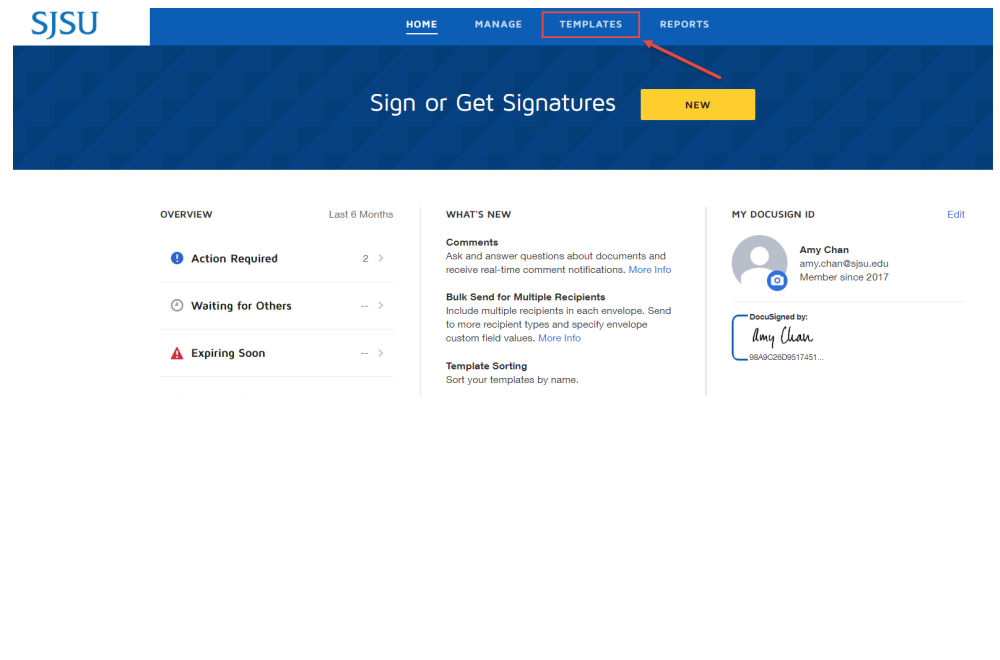 SJSU
HOME MANAGE TEMPLATES REPORTS
Sign or Get Signatures NEW
OVERVIEW Last 6 Months
Action Required 2
Waiting for Others --
Expiring Soon --
WHAT'S NEW
Comments
Ask and answer questions about documents and
receive real-time comment notifications. More Info
Bulk Send for Multiple Recipients
Include multiple recipients in each envelope. Send
to more recipient types and specify envelope
custom field values. More Info
Template Sorting
Sort your templates by name.
MY DOCUSIGN ID Edit
Amy Chan
amy.chan@sjsu.edu
Member since 2017
DocuSigned by:
Amy Chan
98A9C26D9517451...